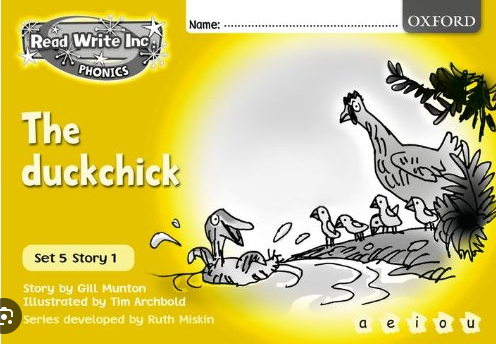 Name:
OXFORD
Read Write Inc.
PHONICS
The
duckchick
Set 5 Story 1
Story by Gill Munton
Illustrated by Tim Archbold
Series developed by Ruth Miskin
a e i o u